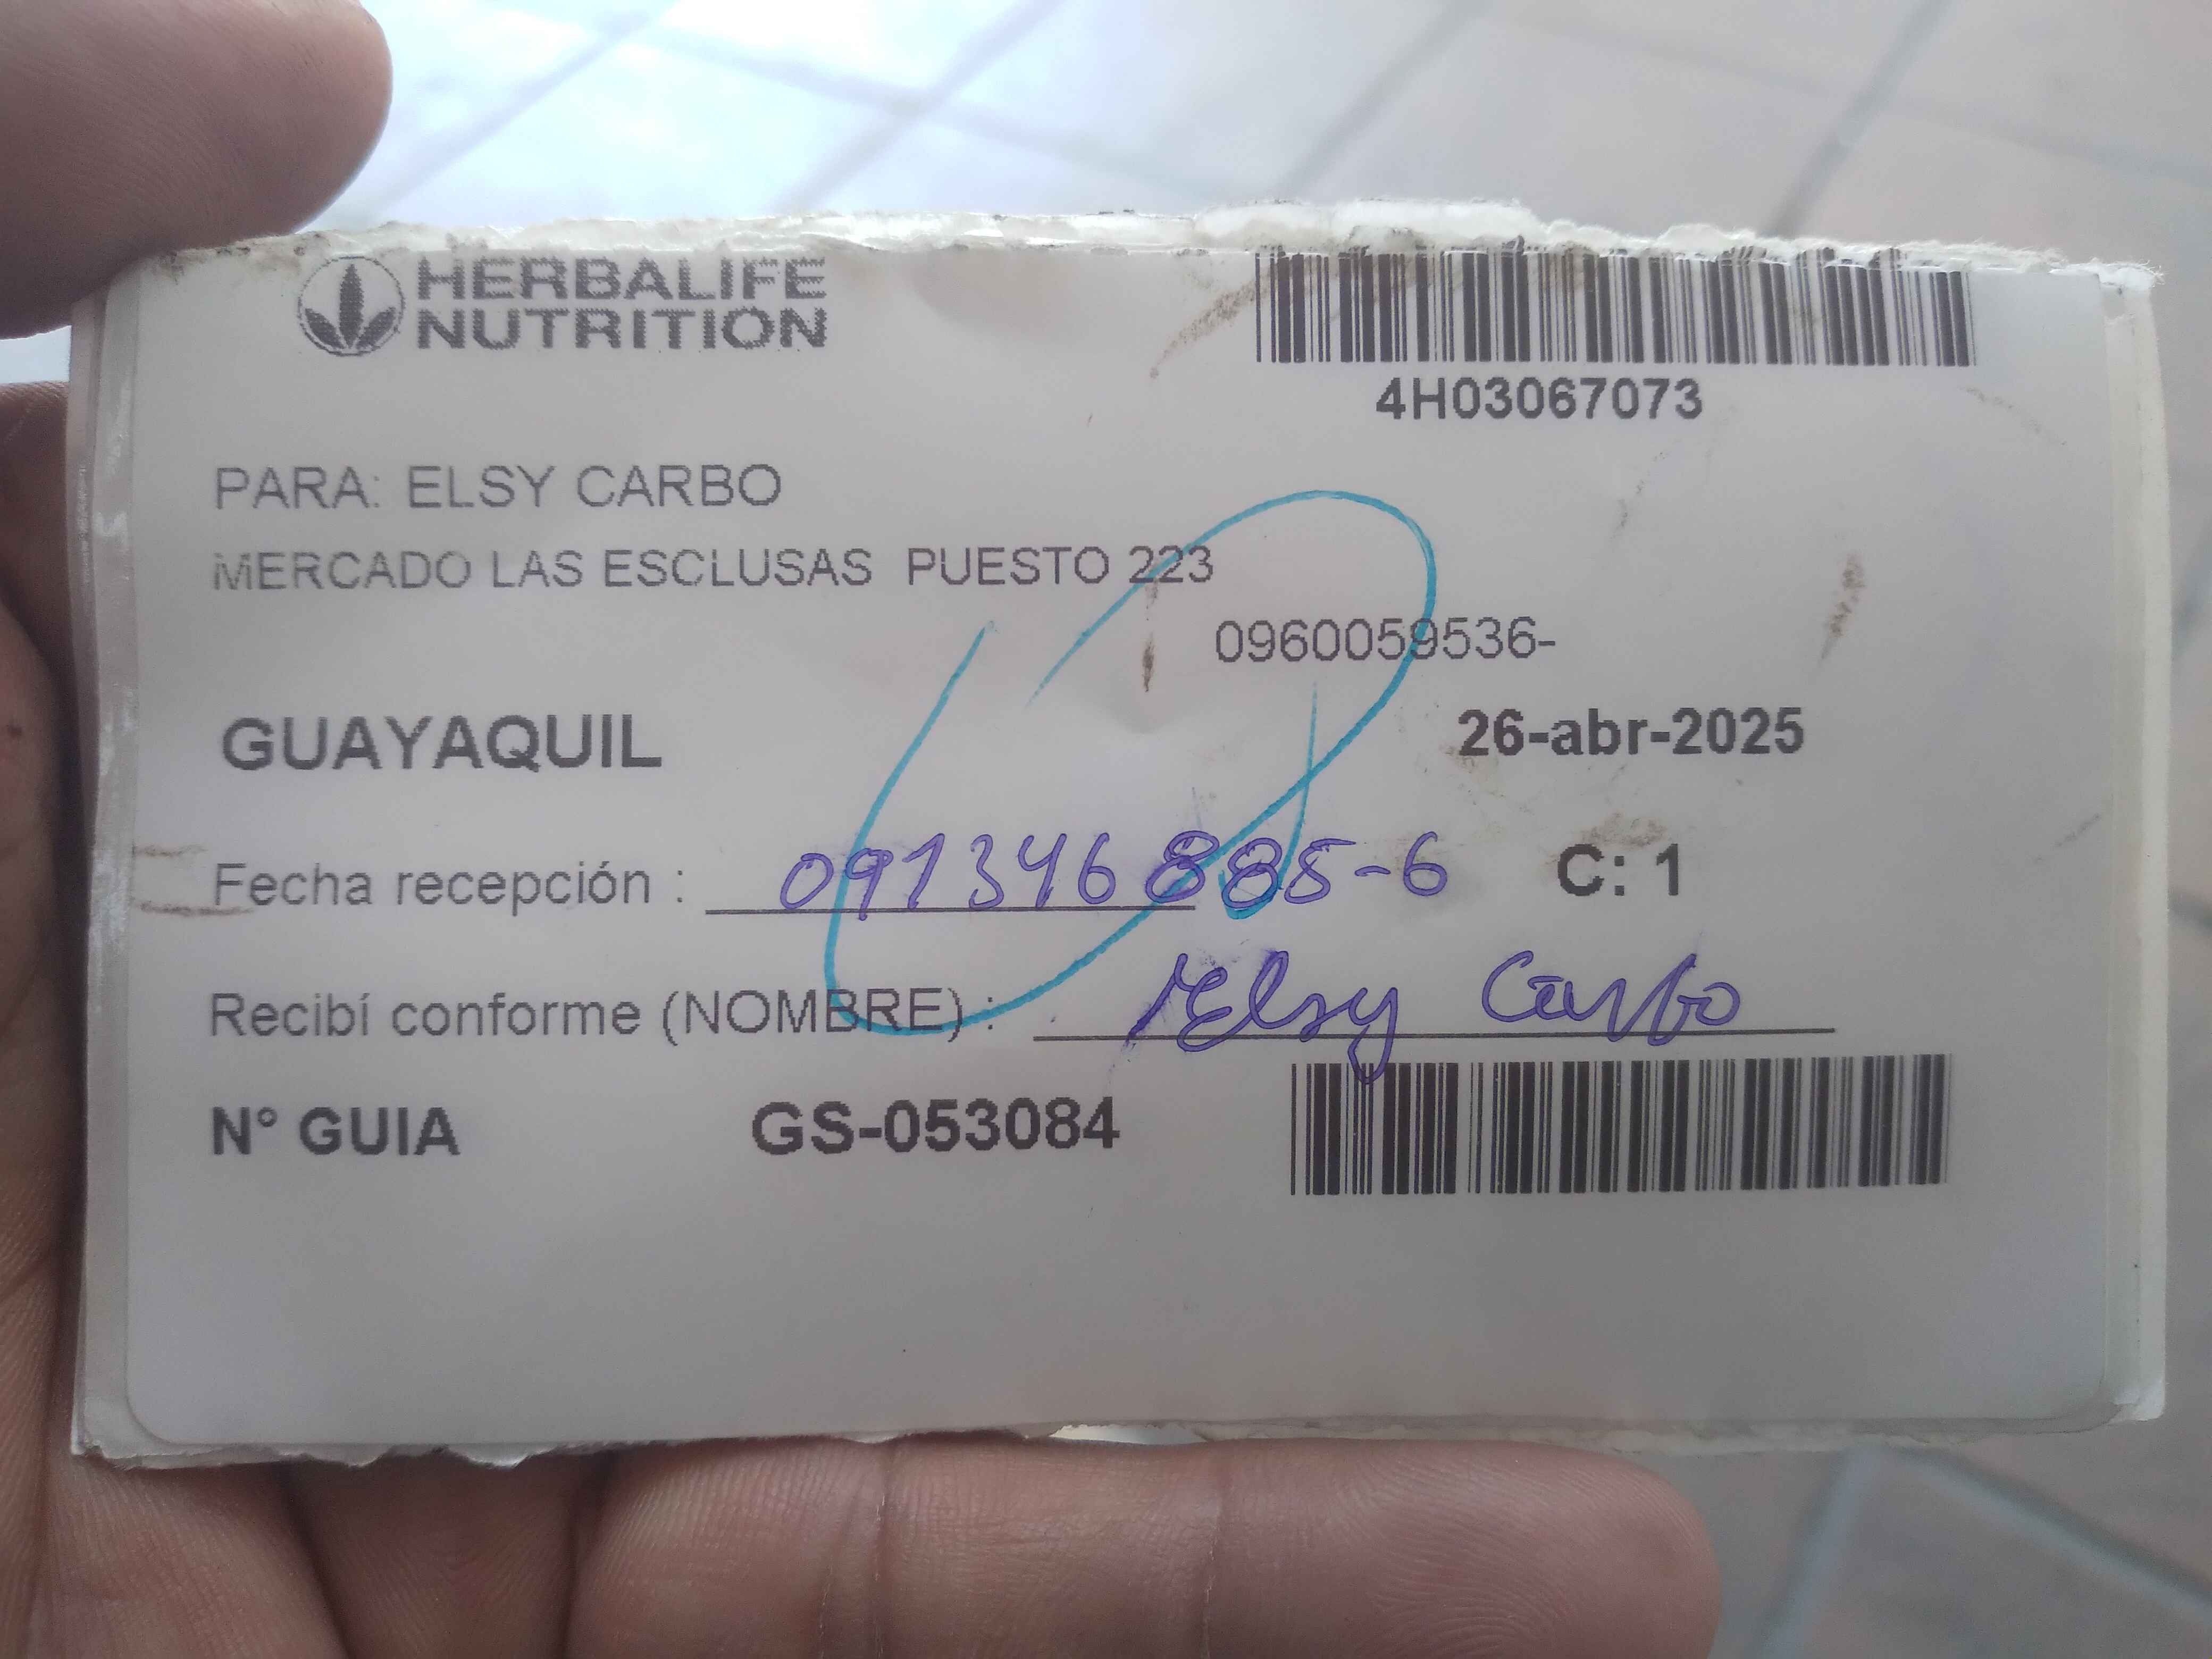 HERBALIFE
NUTRITION
4H03067073
PARA: ELSY CARBO
MERCADO LAS ESCLUSAS PUESTO 223
0960059536-
GUAYAQUIL 26-abr-2025
Fecha recepción : 091346885-6 C: 1
Recibí conforme (NOMBRE) : Elsy Carbo
N° GUIA GS-053084